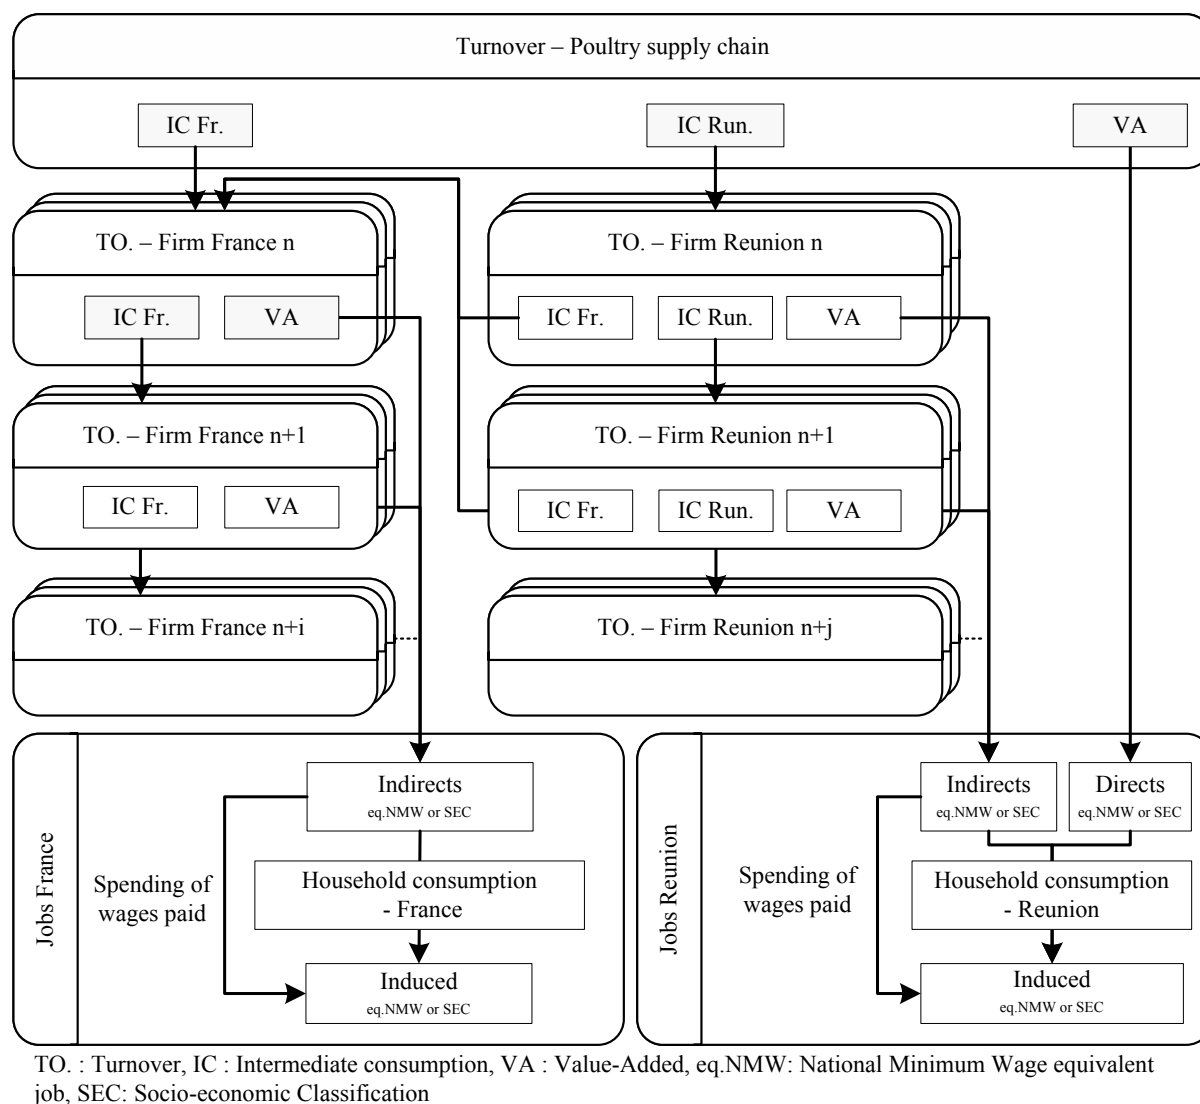 Turnover – Poultry supply chain
IC Fr.
IC Run.
VA
TO. – Firm France n
TO. – Firm Reunion n
IC Fr.
VA
IC Fr.
IC Run.
VA
TO. – Firm France n+1
TO. – Firm Reunion n+1
IC Fr.
VA
IC Fr.
IC Run.
VA
TO. – Firm France n+i
TO. – Firm Reunion n+j
Jobs France
Indirects
eq.NMW or SEC
Spending of
wages paid
Household consumption
- France
Induced
eq.NMW or SEC
Jobs Reunion
Indirects
eq.NMW or SEC
Directs
eq.NMW or SEC
Spending of
wages paid
Household consumption
- Reunion
Induced
eq.NMW or SEC
TO. : Turnover, IC : Intermediate consumption, VA : Value-Added, eq.NMW: National Minimum Wage equivalent
job, SEC: Socio-economic Classification